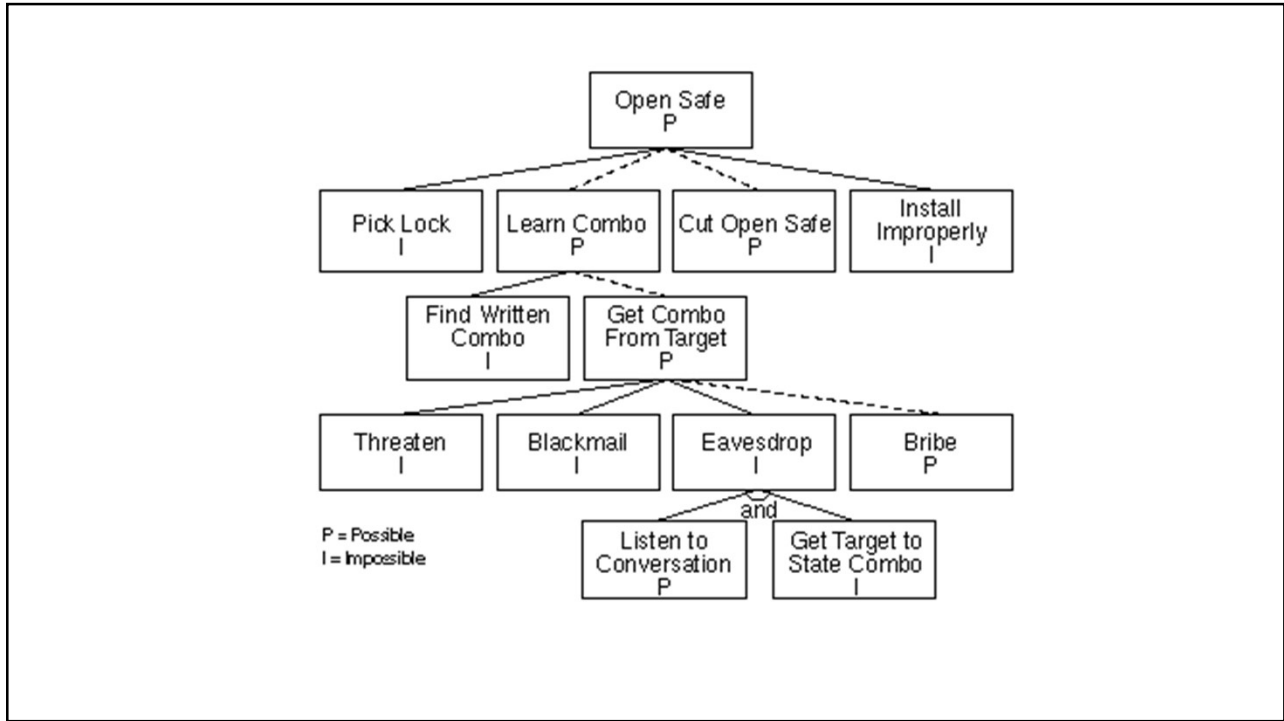 Open Safe
P
Pick Lock
I
Learn Combo
P
Cut Open Safe
P
Install
Improperly
I
Find Written
Combo
I
Get Combo
From Target
P
Threaten
I
Blackmail
I
Eavesdrop
I
Bribe
P
and
P = Possible
I = Impossible
Listen to
Conversation
P
Get Target to
State Combo
I